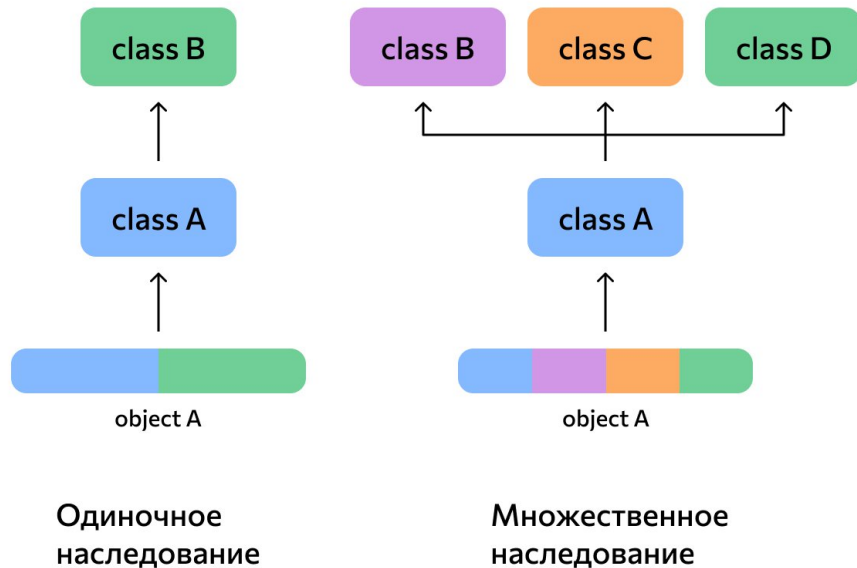 class B
class A
object A
Одиночное
наследование
class B
class C
class D
class A
object A
Множественное
наследование